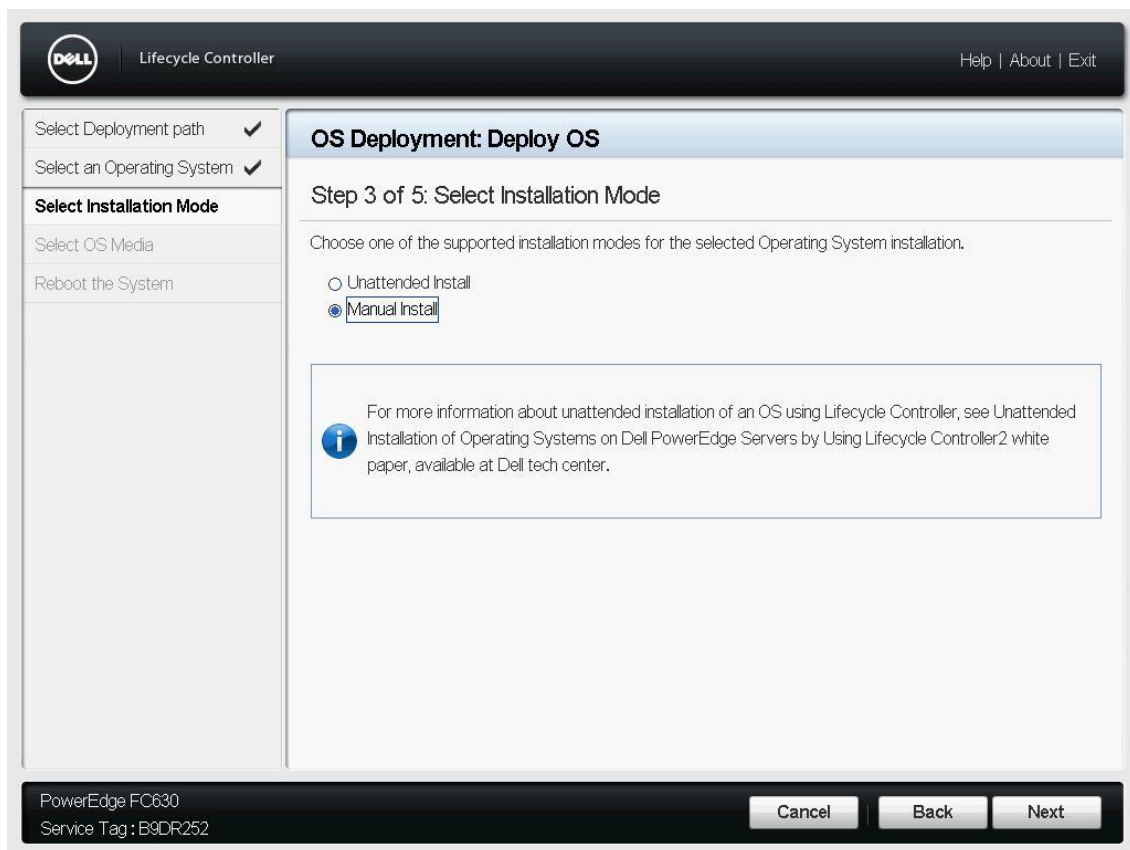 DELL
Lifecycle Controller
Help | About | Exit
Select Deployment path
Select an Operating System
Select Installation Mode
Select OS Media
Reboot the System
OS Deployment: Deploy OS
Step 3 of 5: Select Installation Mode
Choose one of the supported installation modes for the selected Operating System installation.
Unattended Install
Manual Install
For more information about unattended installation of an OS using Lifecycle Controller, see Unattended
Installation of Operating Systems on Dell PowerEdge Servers by Using Lifecycle Controller2 white
paper, available at Dell tech center.
PowerEdge FC630
Service Tag : B9DR252
Cancel
Back
Next